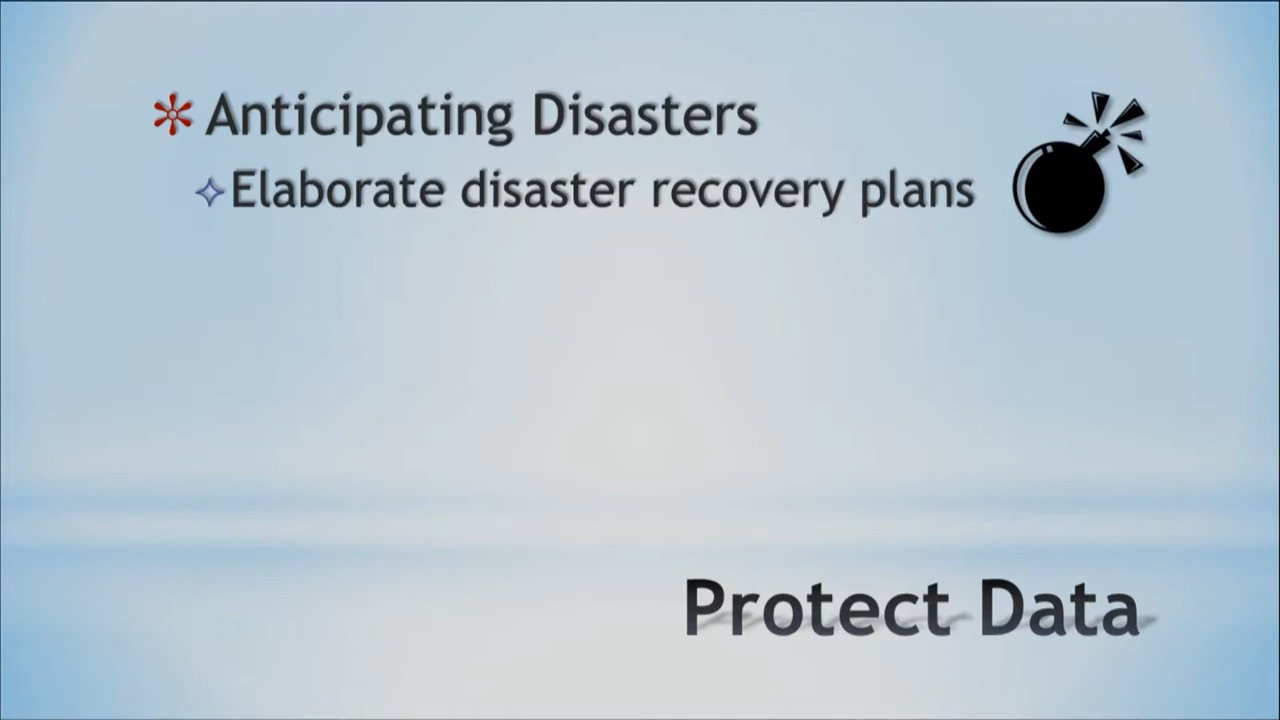 Anticipating Disasters
Elaborate disaster recovery plans
Protect Data